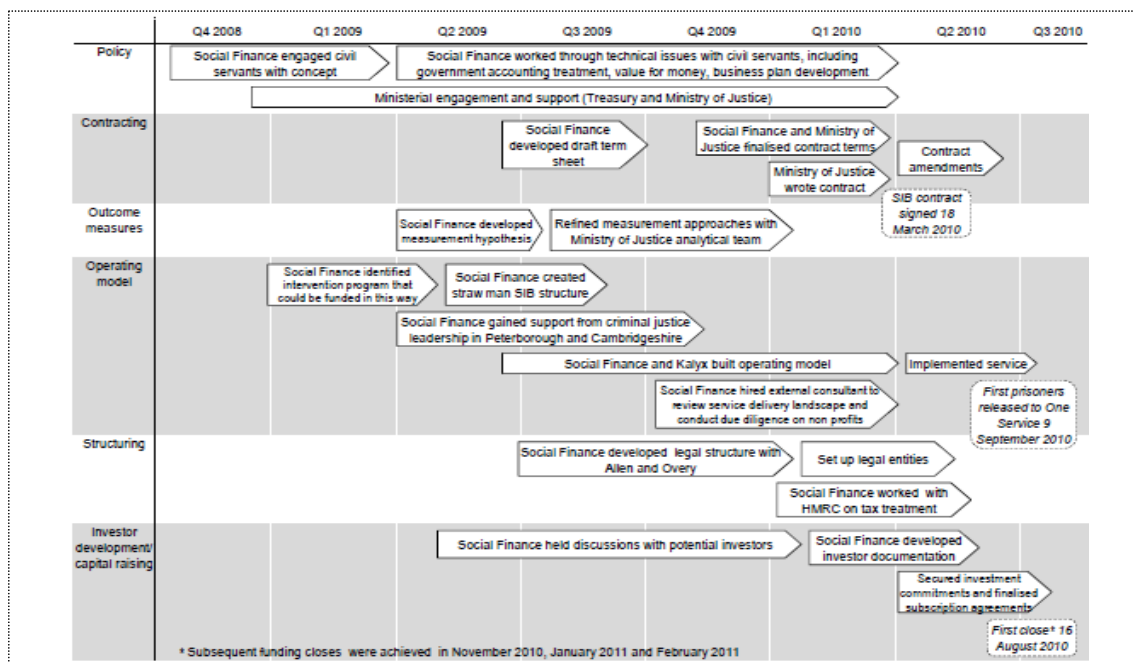 Q4 2008 Q1 2009 Q2 2009 Q3 2009 Q4 2009 Q1 2010 Q2 2010 Q3 2010
Policy
Social Finance engaged civil
servants with concept
Social Finance worked through technical issues with civil servants, including
government accounting treatment, value for money, business plan development
Ministerial engagement and support (Treasury and Ministry of Justice)
Contracting
Social Finance
developed draft term
sheet
Social Finance and Ministry of
Justice finalised contract terms
Ministry of Justice
wrote contract
Contract
amendments
SIB contract
signed 18
March 2010
Outcome
measures
Social Finance developed
measurement hypothesis
Refined measurement approaches with
Ministry of Justice analytical team
Operating
model
Social Finance identified
intervention program that
could be funded in this way
Social Finance created
straw man SIB structure
Social Finance gained support from criminal justice
leadership in Peterborough and Cambridgeshire
Social Finance and Kalyx built operating model
Implemented service
Social Finance hired external consultant to
review service delivery landscape and
conduct due diligence on non profits
First prisoners
released to One
Service 9
September 2010
Structuring
Social Finance developed legal structure with
Allen and Overy
Set up legal entities
Social Finance worked with
HMRC on tax treatment
Investor
development/
capital raising
Social Finance held discussions with potential investors
Social Finance developed
investor documentation
Secured investment
commitments and finalised
subscription agreements
First close* 16
August 2010
* Subsequent funding closes were achieved in November 2010, January 2011 and February 2011